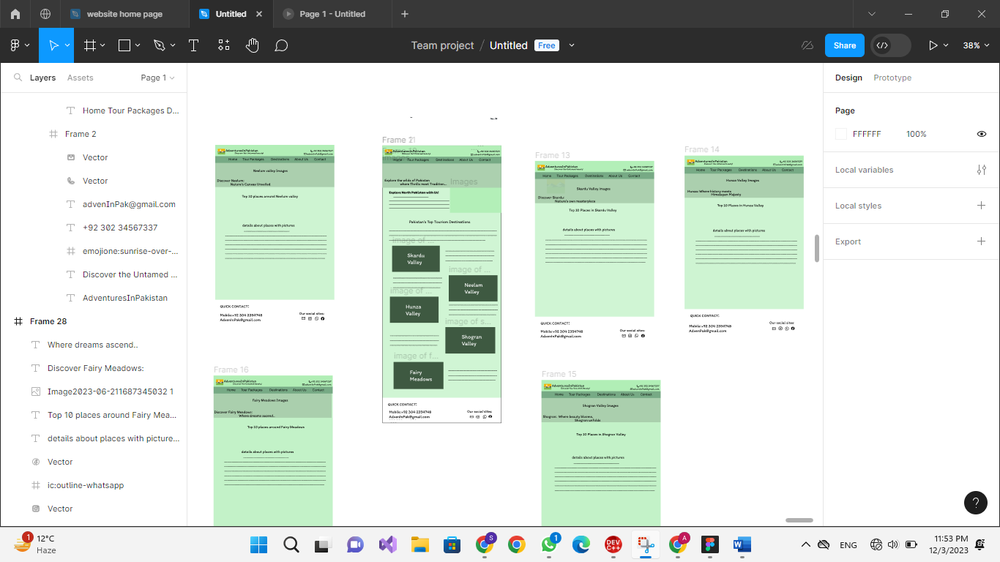 website home page
Untitled
Page 1 - Untitled
Team project / Untitled Free
Share
38%
Layers
Assets
Page 1
Home Tour Packages D...
Frame 2
Vector
Vector
advenInPak@gmail.com
+92 302 34567337
emojione:sunrise-over-...
Discover the Untamed ...
AdventuresInPakistan
Frame 28
Where dreams ascend..
Discover Fairy Meadows:
Image2023-06-211687345032 1
Top 10 places around Fairy Mea...
details about places with picture...
Vector
ic:outline-whatsapp
Vector
AdventuresInPakistan
Home Tour Packages Destinations About Us Contact
Neelum valley Images
Discover Neelum:
Nature's Canvas Unveiled
Top 10 places around Neelum valley
details about places with pictures
QUICK CONTACT:
Mobile:+92 304 2354748
AdvenInPak@gmail.com
Our social sites:
AdventuresInPakistan
Home Tour Packages Destinations About Us Contact
Explore the wilds of Pakistan
where Thrills meet Tradition...
Images
Explore North Pakistan with Us!
Pakistan's Top Tourism Destinations
image of ...
Skardu
Valley
image of ...
Neelam
Valley
image of ...
Hunza
Valley
image of s...
Shogran
Valley
image of f...
Fairy
Meadows
QUICK CONTACT:
Mobile:+92 304 2354748
AdvenInPak@gmail.com
Our social sites:
Frame 13
AdventuresInPakistan
Home Tour Packages Destinations About Us Contact
Skardu Valley Images
Discover Skardu
Nature's own masterpiece
Top 10 Places in Skardu Valley
details about places with pictures
QUICK CONTACT:
Mobile:+92 304 2354748
AdvenInPak@gmail.com
Our social sites:
Frame 14
AdventuresInPakistan
Home Tour Packages Destinations About Us Contact
Hunza Valley Images
Hunza: Where history meets
Himalayan Majesty
Top 10 Places in Hunza Valley
details about places with pictures
QUICK CONTACT:
Mobile:+92 304 2354748
AdvenInPak@gmail.com
Our social sites:
Frame 16
AdventuresInPakistan
Home Tour Packages Destinations About Us Contact
Fairy Meadows Images
Discover Fairy Meadows:
Top 10 places around Fairy Meadows
details about places with pictures
Frame 15
AdventuresInPakistan
Home Tour Packages Destinations About Us Contact
Shogran Valley Images
Shogran: Where beauty blooms,
Shogran unfolds
Top 10 Places in Shogran Valley
details about places with pictures
Design
Prototype
Page
FFFFFF 100%
Local variables
Local styles
Export
?
1
12°C
Haze
S
1
DEV
C++
A
W
ENG
11:53 PM
12/3/2023